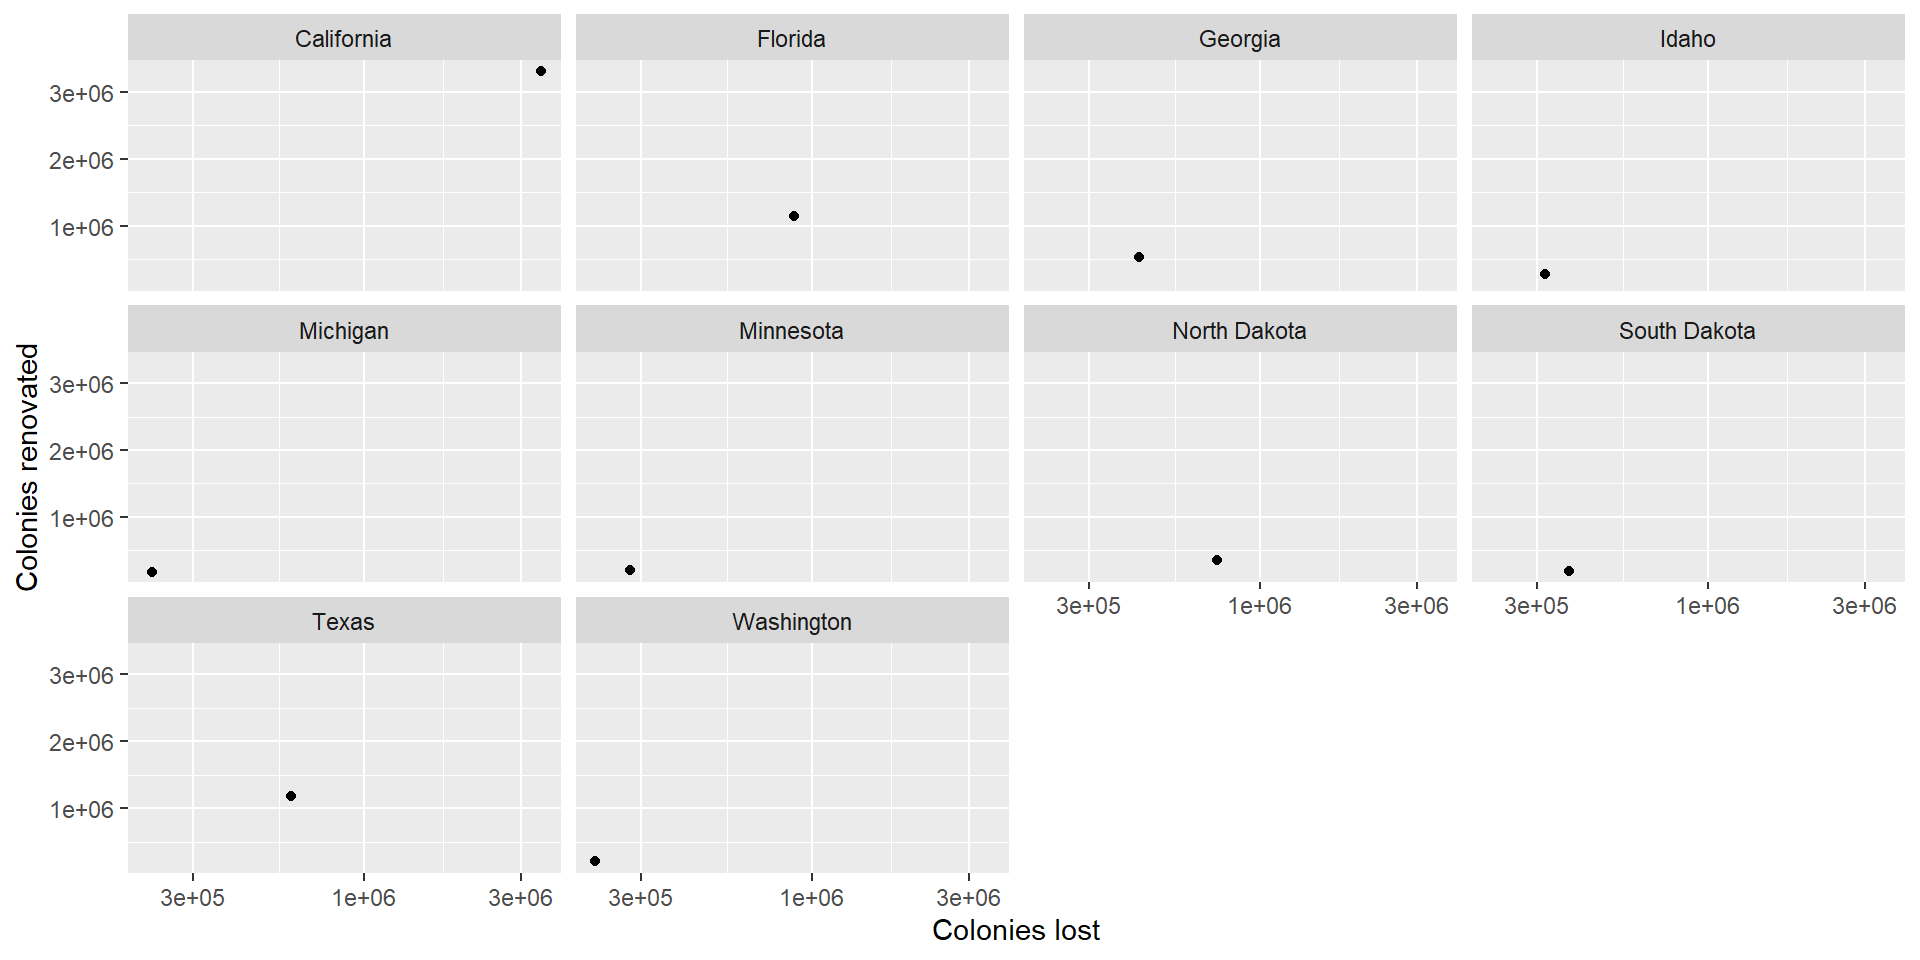 California Florida Georgia Idaho
3e+06
2e+06
1e+06
Michigan Minnesota North Dakota South Dakota
3e+06
2e+06
1e+06
3e+05 1e+06 3e+06 3e+05 1e+06 3e+06
Texas Washington
3e+06
2e+06
1e+06
3e+05 1e+06 3e+06 3e+05 1e+06 3e+06
Colonies lost
Colonies renovated